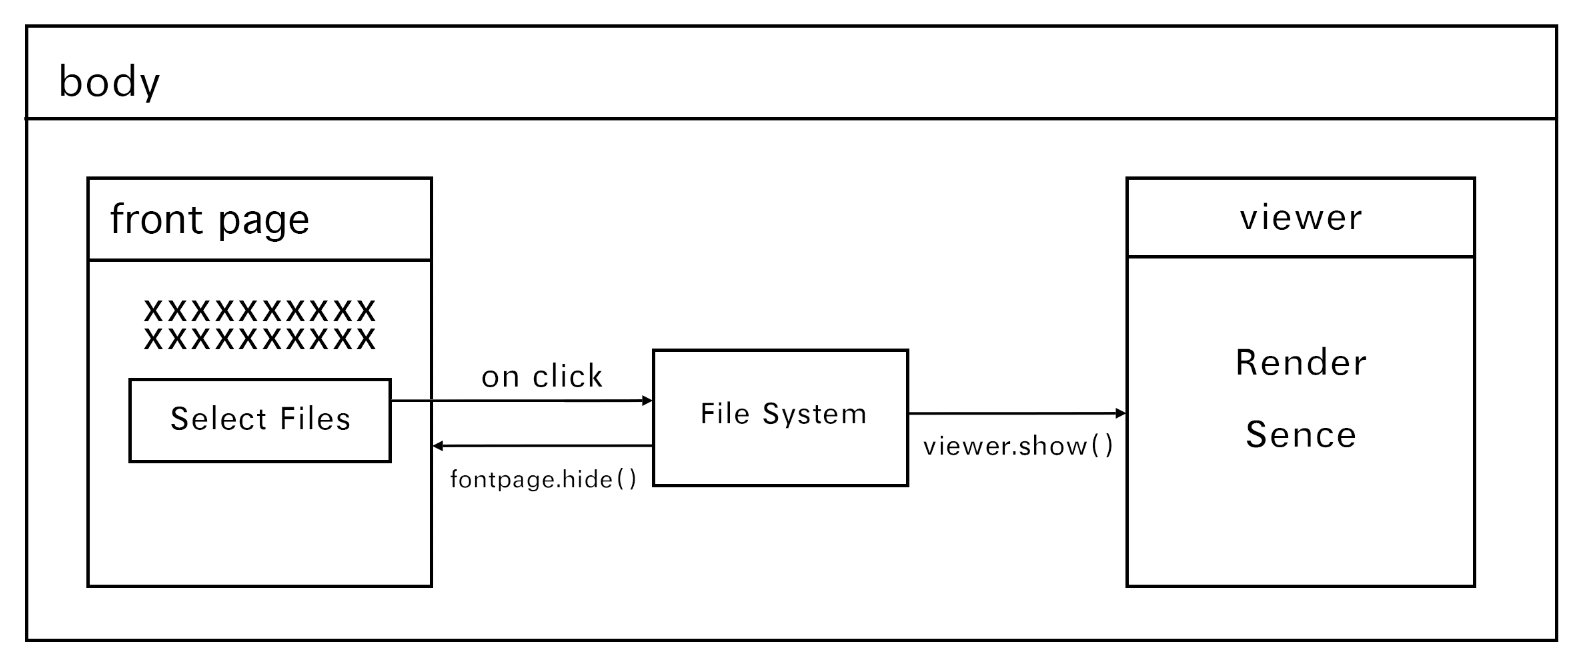 body
front page
xxxxxxxxxx
xxxxxxxxxx
Select Files
on click
fontpage.hide()
File System
viewer.show()
viewer
Render
Sence